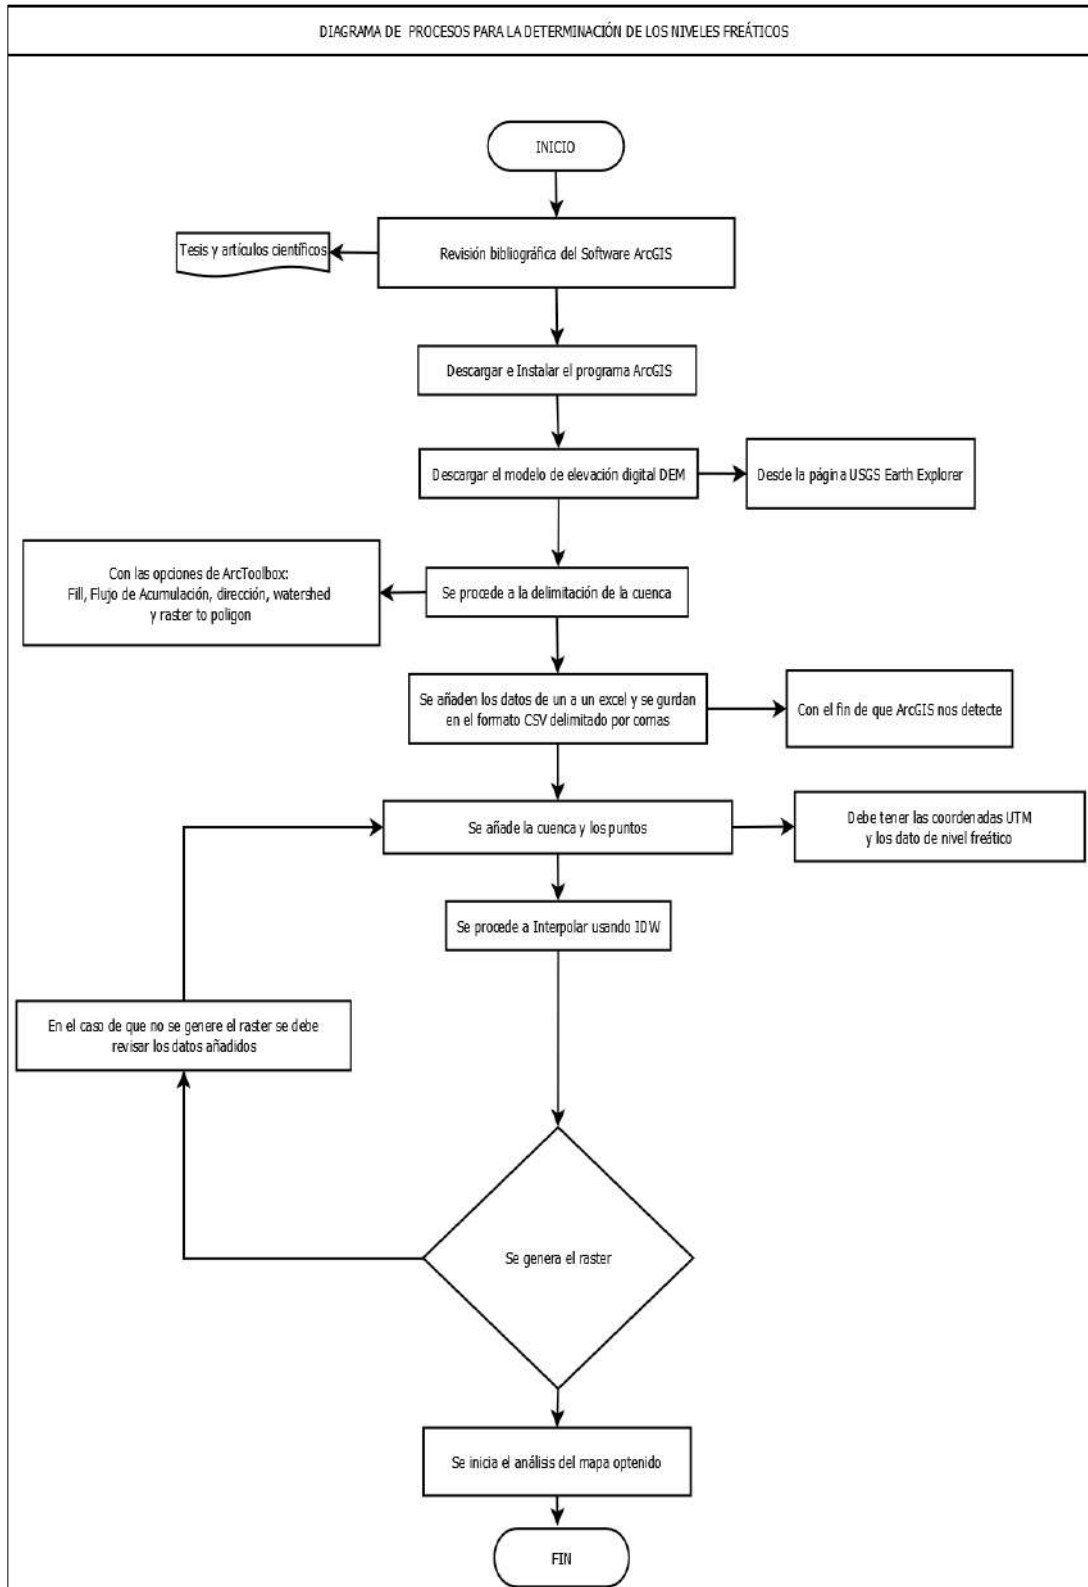 DIAGRAMA DE PROCESOS PARA LA DETERMINACIÓN DE LOS NIVELES FREÁTICOS
INICIO
Tesis y artículos científicos
Revisión bibliográfica del Software ArcGIS
Descargar e Instalar el programa ArcGIS
Descargar el modelo de elevación digital DEM
Desde la página USGS Earth Explorer
Con las opciones de ArcToolbox:
Fill, Flujo de Acumulación, dirección, watershed
y raster to poligon
Se procede a la delimitación de la cuenca
Se añaden los datos de un a un excel y se gurdan
en el formato CSV delimitado por comas
Con el fin de que ArcGIS nos detecte
Se añade la cuenca y los puntos
Debe tener las coordenadas UTM
y los dato de nivel freático
Se procede a Interpolar usando IDW
En el caso de que no se genere el raster se debe
revisar los datos añadidos
Se genera el raster
Se inicia el análisis del mapa optenido
FIN